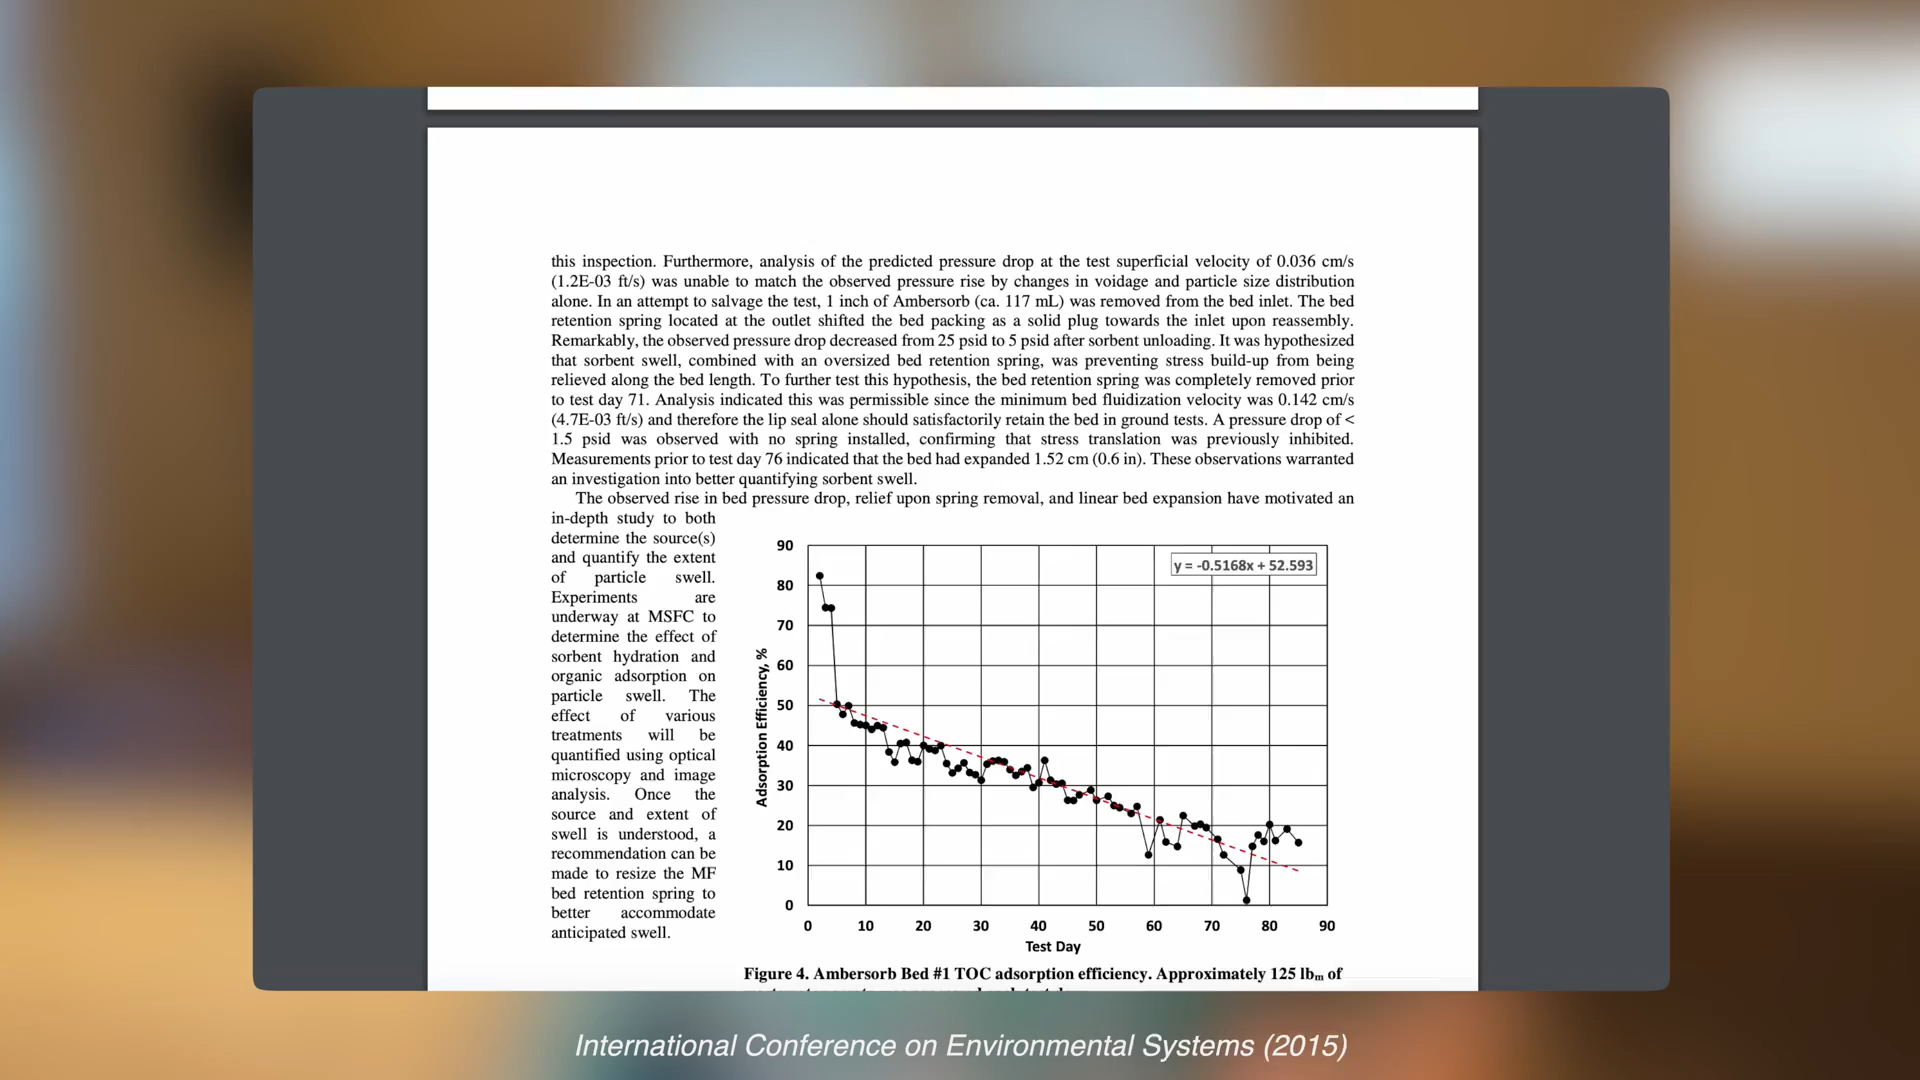 this inspection. Furthermore, analysis of the predicted pressure drop at the test superficial velocity of 0.036 cm/s
(1.2E-03 ft/s) was unable to match the observed pressure rise by changes in voidage and particle size distribution
alone. In an attempt to salvage the test, 1 inch of Ambersorb (ca. 117 mL) was removed from the bed inlet. The bed
retention spring located at the outlet shifted the bed packing as a solid plug towards the inlet upon reassembly.
Remarkably, the observed pressure drop decreased from 25 psid to 5 psid after sorbent unloading. It was hypothesized
that sorbent swell, combined with an oversized bed retention spring, was preventing stress build-up from being
relieved along the bed length. To further test this hypothesis, the bed retention spring was completely removed prior
to test day 71. Analysis indicated this was permissible since the minimum bed fluidization velocity was 0.142 cm/s
(4.7E-03 ft/s) and therefore the lip seal alone should satisfactorily retain the bed in ground tests. A pressure drop of <
1.5 psid was observed with no spring installed, confirming that stress translation was previously inhibited.
Measurements prior to test day 76 indicated that the bed had expanded 1.52 cm (0.6 in). These observations warranted
an investigation into better quantifying sorbent swell.
The observed rise in bed pressure drop, relief upon spring removal, and linear bed expansion have motivated an
in-depth study to both
determine the source(s)
and quantify the extent
of particle swell.
Experiments are
underway at MSFC to
determine the effect of
sorbent hydration and
organic adsorption on
particle swell. The
effect of various
treatments will be
quantified using optical
microscopy and image
analysis. Once the
source and extent of
swell is understood, a
recommendation can be
made to resize the MF
bed retention spring to
better accommodate
anticipated swell.
y = -0.5168x + 52.593
Adsorption Efficiency, %
90
80
70
60
50
40
30
20
10
0
0 10 20 30 40 50 60 70 80 90
Test Day
Figure 4. Ambersorb Bed #1 TOC adsorption efficiency. Approximately 125 lbm of
International Conference on Environmental Systems (2015)